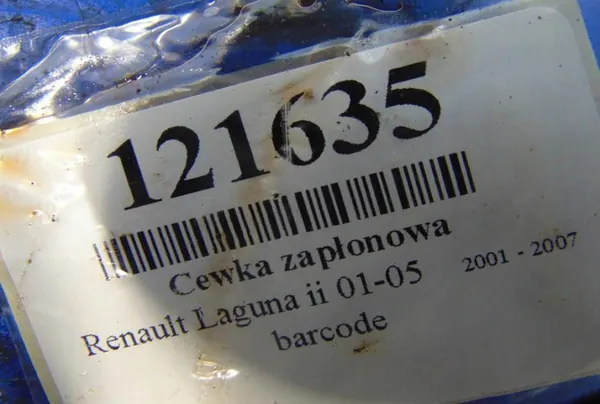 121635
Cewka zapłonowa
Renault Laguna ii 01-05 2001 - 2007
barcode